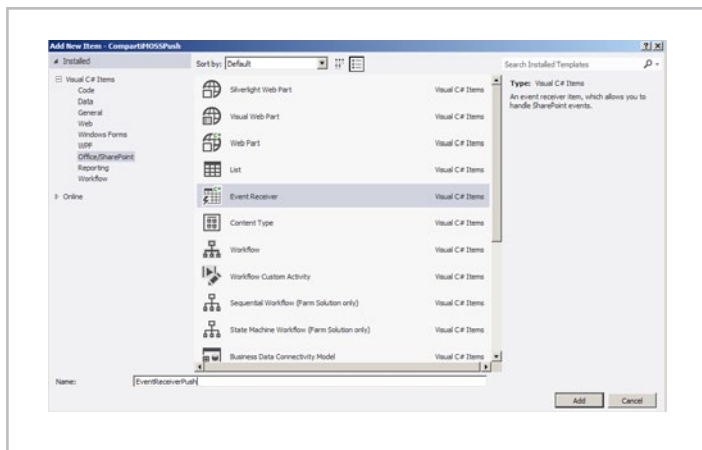 Add New Item - CompartiMOSSPush
Installed
Sort by: Default
Search Installed Templates
Visual C# Items
Code
Data
General
Web
Windows Forms
WPF
Office/SharePoint
Reporting
Workflow
Online
Silverlight Web Part Visual C# Items
Visual Web Part Visual C# Items
Web Part Visual C# Items
List Visual C# Items
Event Receiver Visual C# Items
Content Type Visual C# Items
Workflow Visual C# Items
Workflow Custom Activity Visual C# Items
Sequential Workflow (Farm Solution only) Visual C# Items
State Machine Workflow (Farm Solution only) Visual C# Items
Business Data Connectivity Model Visual C# Items
Type: Visual C# Items
An event receiver item, which allows you to
handle SharePoint events.
Name: EventReceiverPush
Add Cancel